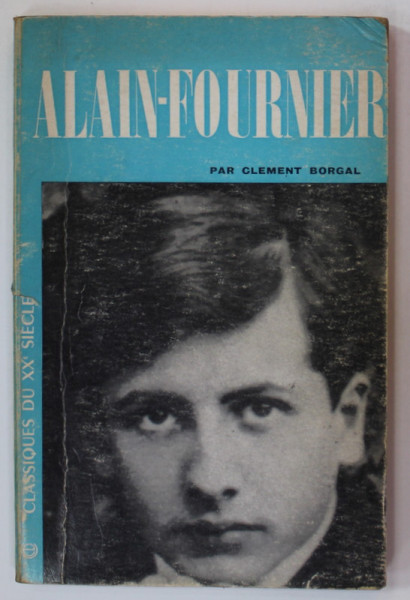 ALAIN-FOURNIER
PAR CLEMENT BORGAL
CLASSIQUES DU XXe SIÈCLE